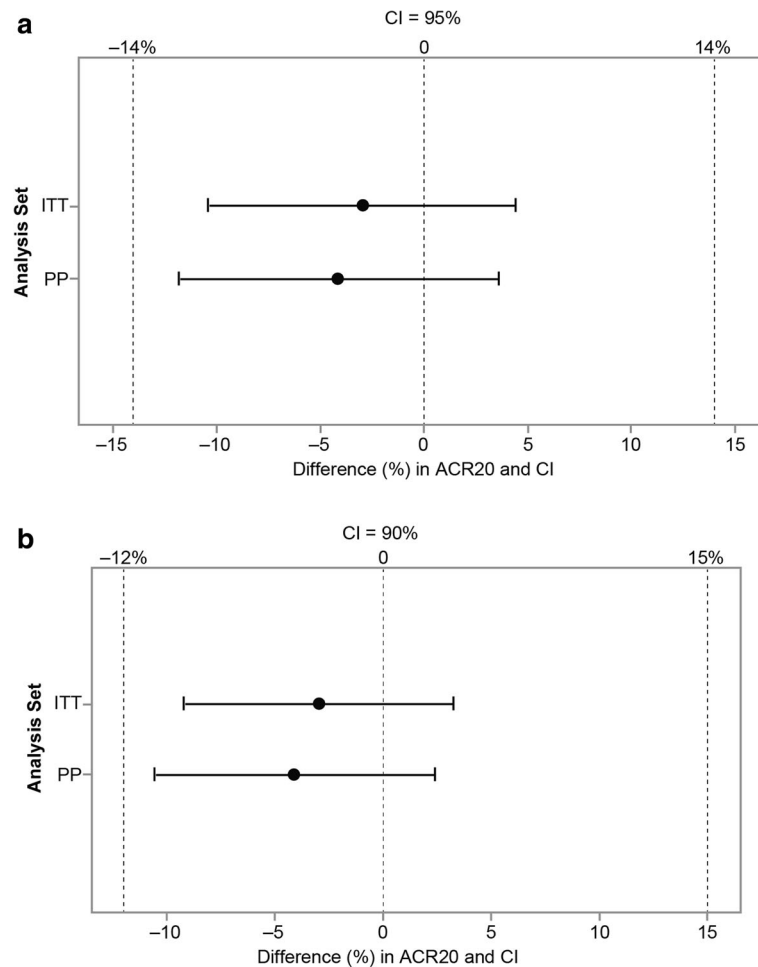 a
CI = 95%
–14% 0 14%
Analysis Set
ITT
PP
–15 –10 –5 0 5 10 15
Difference (%) in ACR20 and CI
b
CI = 90%
–12% 0 15%
Analysis Set
ITT
PP
–10 –5 0 5 10 15
Difference (%) in ACR20 and CI